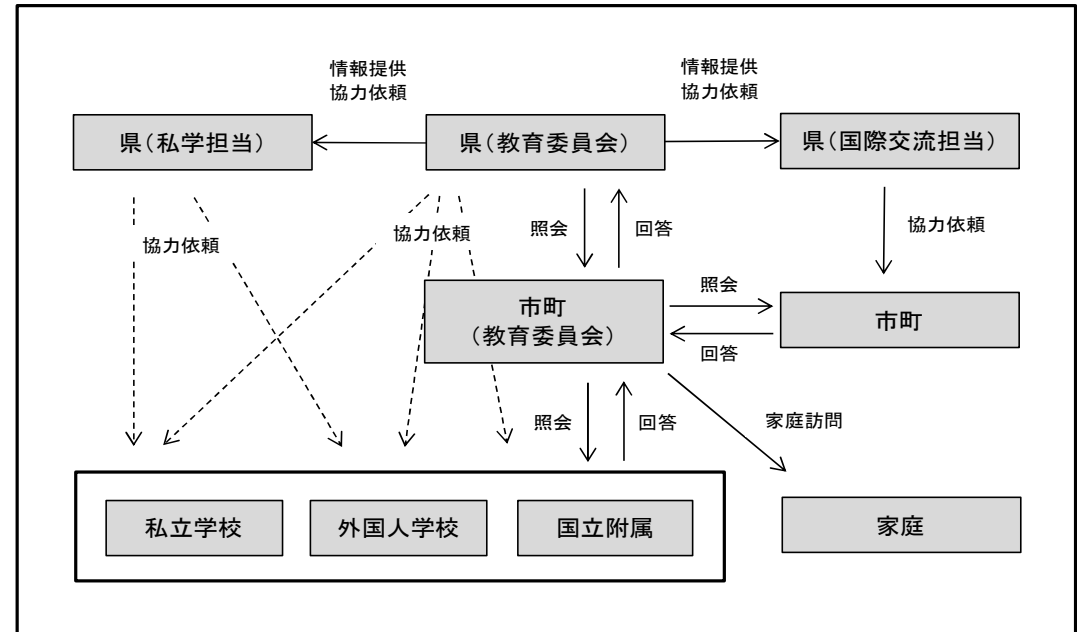 情報提供
協力依頼
情報提供
協力依頼
県(私学担当)
県(教育委員会)
県(国際交流担当)
協力依頼
協力依頼
照会
回答
協力依頼
市町
(教育委員会)
照会
回答
市町
照会
回答
家庭訪問
私立学校
外国人学校
国立附属
家庭